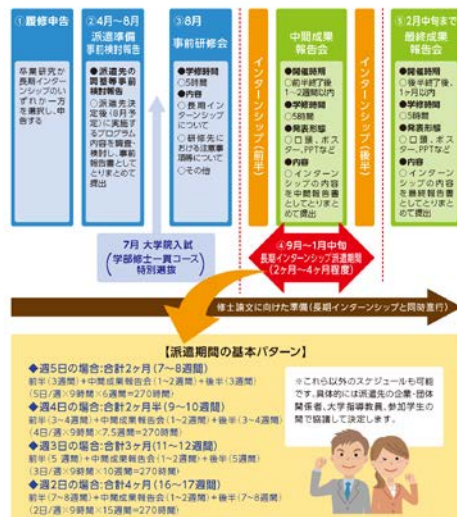 ①履修申告
卒業研究か
長期インター
ンシップのい
ずれか一方
を選択し、申
告する
②4月～8月
派遣準備
事前検討報告
●派遣先の
調整等事前
検討報告
○派遣先決定
後(8月予
定)に実施す
るプログラム
内容を調査・
検討し、事前
報告書として
とりまとめて
提出
③8月
事前研修会
●学修時間
○5時間
●内容
○長期イン
ターンシップ
について
○研修先に
おける注意事
項等について
○その他
7月 大学院入試
(学部修士一貫コース
特別選抜)
インターンシップ(前半)
中間成果
報告会
●開催時期
○前半終了後
1～2週間以内
●学修時間
○5時間
●発表形態
○口頭、ポス
ター、PPTなど
●内容
○インターン
シップの内容
を中間報告書
としてとりまと
めて提出
インターンシップ(後半)
⑤2月中旬まで
最終成果
報告会
●開催時期
○後半終了後、
1ヶ月以内
●学修時間
○5時間
●発表形態
○口頭、ポス
ター、PPTなど
●内容
○インターン
シップの内容
を最終報告書
としてとりまと
めて提出
④9月～1月中旬
長期インターンシップ派遣期間
(2ヶ月～4ヶ月程度)
修士論文に向けた準備(長期インターンシップと同時進行)
【派遣期間の基本パターン】
◆週5日の場合:合計2ヶ月(7～8週間)
前半(3週間)+中間成果報告会(1～2週間)+後半(3週間)
(5日/週×9時間×6週間=270時間)
◆週4日の場合:合計2ヶ月半(9～10週間)
前半(3～4週間)+中間成果報告会(1～2週間)+後半(3～4週間)
(4日/週×9時間×7.5週間=270時間)
◆週3日の場合:合計3ヶ月(11～12週間)
前半(5週間)+中間成果報告会(1～2週間)+後半(5週間)
(3日/週×9時間×10週間=270時間)
◆週2日の場合:合計4ヶ月(16～17週間)
前半(7～8週間)+中間成果報告会(1～2週間)+後半(7～8週間)
(2日/週×9時間×15週間=270時間)
※これら以外のスケジュールも可能
です。具体的には派遣先の企業・団体
関係者、大学指導教員、参加学生の
間で協議して決定します。